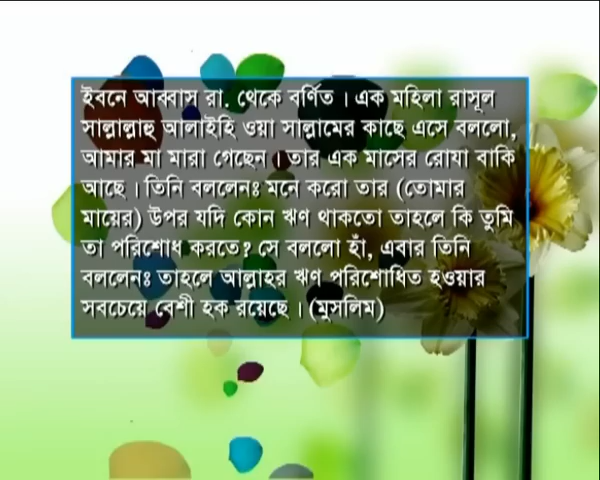 ইবনে আব্বাস রা. থেকে বর্ণিত । এক মহিলা রাসূল
সাল্লাল্লাহু আলাইহি ওয়া সাল্লামের কাছে এসে বললো,
আমার মা মারা গেছেন । তার এক মাসের রোযা বাকি
আছে । তিনি বললেনঃ মনে করো তার (তোমার
মায়ের) উপর যদি কোন ঋণ থাকতো তাহলে কি তুমি
তা পরিশোধ করতে? সে বললো হাঁ, এবার তিনি
বললেনঃ তাহলে আল্লাহর ঋণ পরিশোধিত হওয়ার
সবচেয়ে বেশী হক রয়েছে । (মুসলিম)